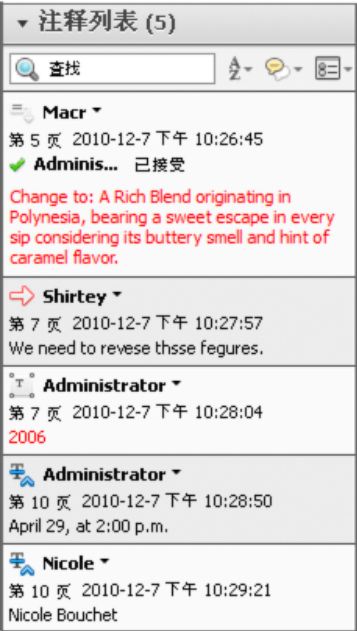 注释列表 (5)
查找
Macr
第 5 页 2010-12-7 下午 10:26:45
Adminis... 已接受
Change to: A Rich Blend originating in
Polynesia, bearing a sweet escape in every
sip considering its buttery smell and hint of
caramel flavor.
Shirtey
第 7 页 2010-12-7 下午 10:27:57
We need to revese thsse fegures.
T Administrator
第 7 页 2010-12-7 下午 10:28:04
2006
Administrator
第 10 页 2010-12-7 下午 10:28:50
April 29, at 2:00 p.m.
Nicole
第 10 页 2010-12-7 下午 10:29:21
Nicole Bouchet